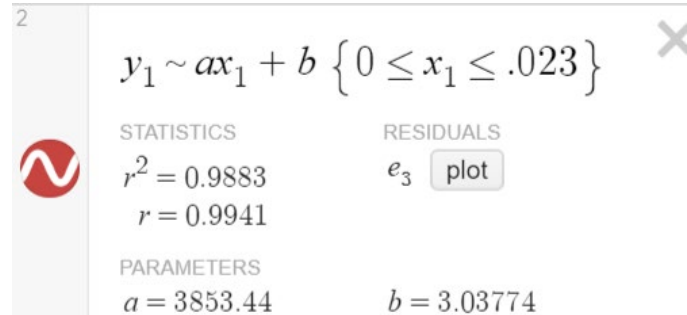 2
y₁ ~ ax₁ + b {0 ≤ x₁ ≤ .023}
STATISTICS RESIDUALS
r² = 0.9883 e₃ plot
r = 0.9941
PARAMETERS
a = 3853.44 b = 3.03774